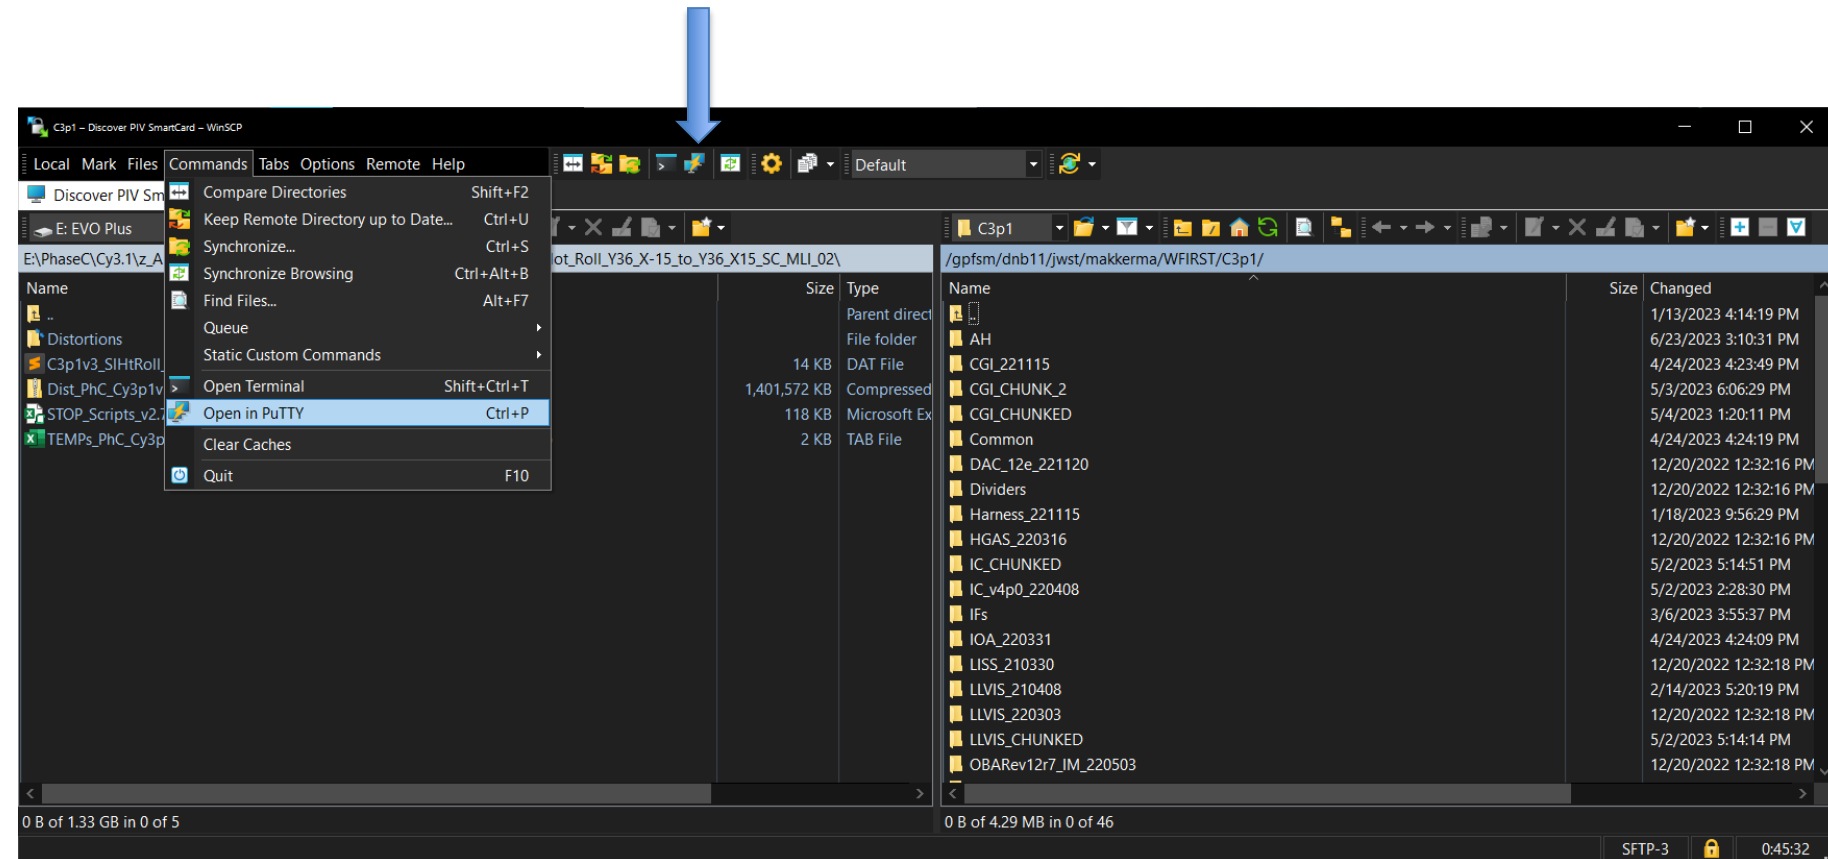 C3p1 – Discover PIV SmartCard – WinSCP
Local Mark Files Commands Tabs Options Remote Help
Default
Discover PIV Sm
Compare Directories Shift+F2
Keep Remote Directory up to Date... Ctrl+U
Synchronize... Ctrl+S
Synchronize Browsing Ctrl+Alt+B
Find Files... Alt+F7
Queue
Static Custom Commands
Open Terminal Shift+Ctrl+T
Open in PuTTY Ctrl+P
Clear Caches
Quit F10
E: EVO Plus
E:\PhaseC\Cy3.1\z_A
ot_Roll_Y36_X-15_to_Y36_X15_SC_MLI_02\
Name Size Type
.. Parent direct
Distortions File folder
C3p1v3_SIHtRoll_ 14 KB DAT File
Dist_PhC_Cy3p1v 1,401,572 KB Compressed
STOP_Scripts_v2.7 118 KB Microsoft Ex
TEMPs_PhC_Cy3p 2 KB TAB File
0 B of 1.33 GB in 0 of 5
C3p1
/gpfsm/dnb11/jwst/makkerma/WFIRST/C3p1/
Name Size Changed
.. 1/13/2023 4:14:19 PM
AH 6/23/2023 3:10:31 PM
CGI_221115 4/24/2023 4:23:49 PM
CGI_CHUNK_2 5/3/2023 6:06:29 PM
CGI_CHUNKED 5/4/2023 1:20:11 PM
Common 4/24/2023 4:24:19 PM
DAC_12e_221120 12/20/2022 12:32:16 PM
Dividers 12/20/2022 12:32:16 PM
Harness_221115 1/18/2023 9:56:29 PM
HGAS_220316 12/20/2022 12:32:16 PM
IC_CHUNKED 5/2/2023 5:14:51 PM
IC_v4p0_220408 5/2/2023 2:28:30 PM
IFs 3/6/2023 3:55:37 PM
IOA_220331 4/24/2023 4:24:09 PM
LISS_210330 12/20/2022 12:32:18 PM
LLVIS_210408 2/14/2023 5:20:19 PM
LLVIS_220303 12/20/2022 12:32:18 PM
LLVIS_CHUNKED 5/2/2023 5:14:14 PM
OBARev12r7_IM_220503 12/20/2022 12:32:18 PM
0 B of 4.29 MB in 0 of 46
SFTP-3 0:45:32